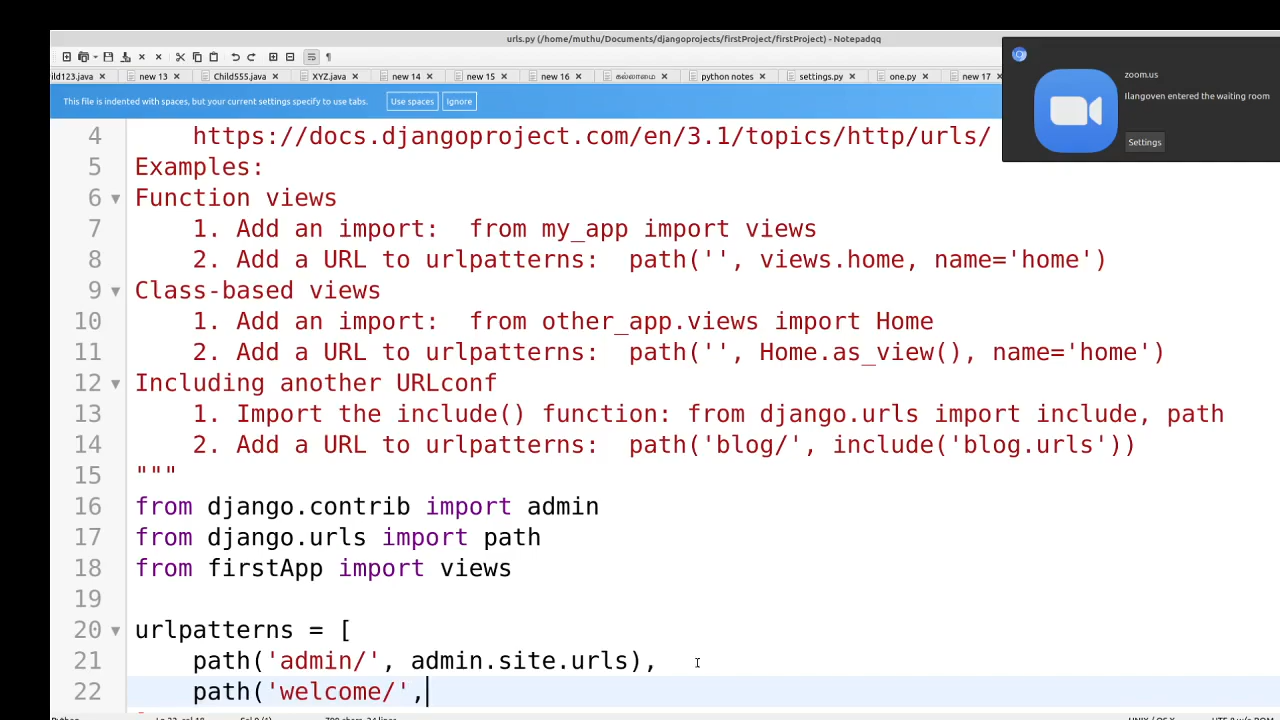 urls.py (/home/muthu/Documents/djangoprojects/firstProject/firstProject) - Notepadqq
ild123.java new 13 Child555.java XYZ.java new 14 new 15 new 16 கல்லாமை python notes settings.py one.py new 17
This file is indented with spaces, but your current settings specify to use tabs. Use spaces Ignore
zoom.us
Ilangoven entered the waiting room
Settings
4 https://docs.djangoproject.com/en/3.1/topics/http/urls/
5 Examples:
6 Function views
7 1. Add an import:  from my_app import views
8 2. Add a URL to urlpatterns:  path('', views.home, name='home')
9 Class-based views
10 1. Add an import:  from other_app.views import Home
11 2. Add a URL to urlpatterns:  path('', Home.as_view(), name='home')
12 Including another URLconf
13 1. Import the include() function: from django.urls import include, path
14 2. Add a URL to urlpatterns:  path('blog/', include('blog.urls'))
15 """
16 from django.contrib import admin
17 from django.urls import path
18 from firstApp import views
19
20 urlpatterns = [
21 path('admin/', admin.site.urls),
22 path('welcome/',